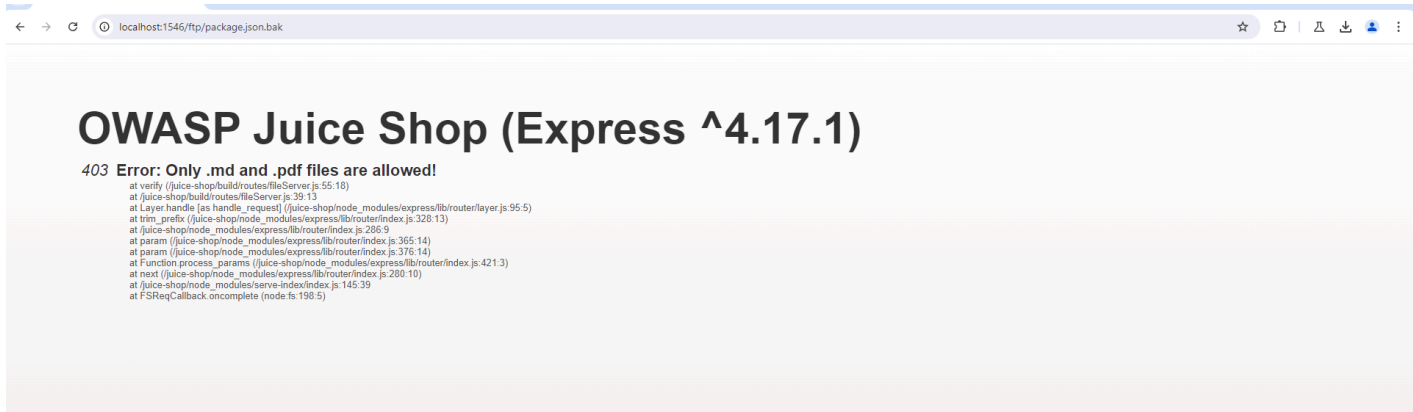 localhost:1546/ftp/package.json.bak
OWASP Juice Shop (Express ^4.17.1)
403 Error: Only .md and .pdf files are allowed!
at verify (/juice-shop/build/routes/fileServer.js:55:18)
at /juice-shop/build/routes/fileServer.js:39:13
at Layer.handle [as handle_request] (/juice-shop/node_modules/express/lib/router/layer.js:95:5)
at trim_prefix (/juice-shop/node_modules/express/lib/router/index.js:328:13)
at /juice-shop/node_modules/express/lib/router/index.js:286:9
at param (/juice-shop/node_modules/express/lib/router/index.js:365:14)
at param (/juice-shop/node_modules/express/lib/router/index.js:376:14)
at Function.process_params (/juice-shop/node_modules/express/lib/router/index.js:421:3)
at next (/juice-shop/node_modules/express/lib/router/index.js:280:10)
at /juice-shop/node_modules/serve-index/index.js:145:39
at FSReqCallback.oncomplete (node:fs:198:5)